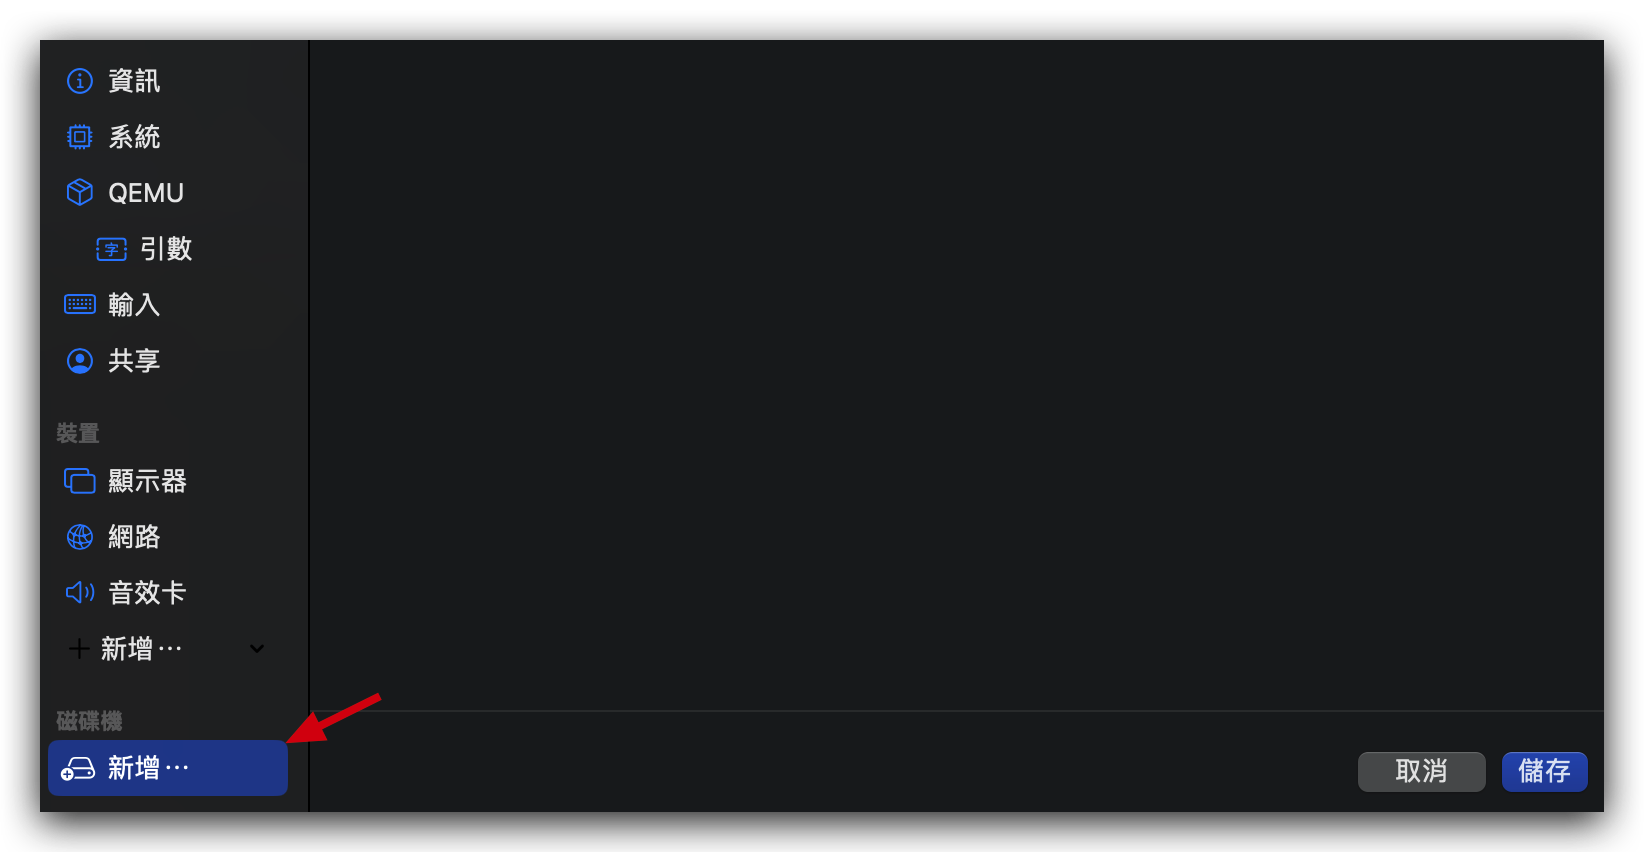 資訊
系統
QEMU
字 引數
輸入
共享
裝置
顯示器
網路
音效卡
新增⋯
磁碟機
新增⋯
取消 儲存